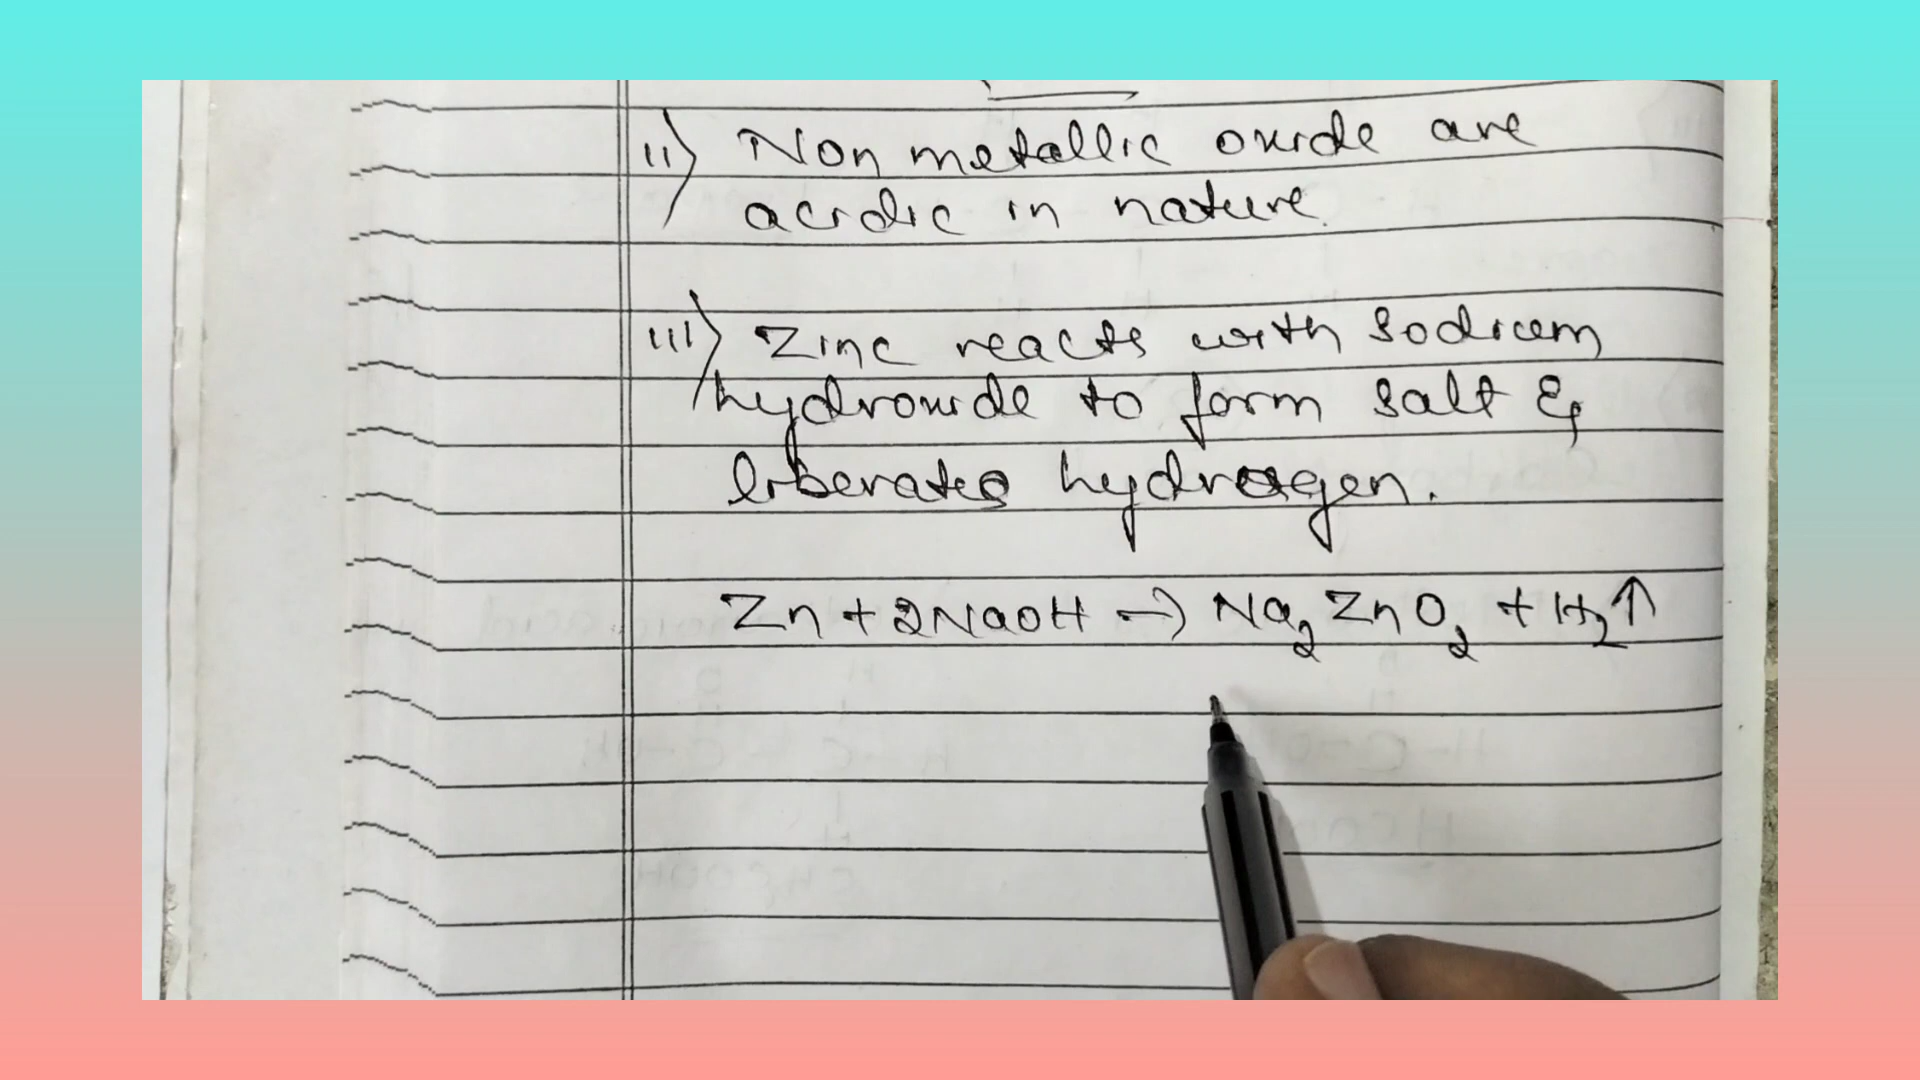 ii) Non metallic oxide are
acidic in nature.
iii) Zinc reacts with sodium
hydroxide to form salt &
liberates hydrogen.
Zn + 2NaOH → Na₂ZnO₂ + H₂↑